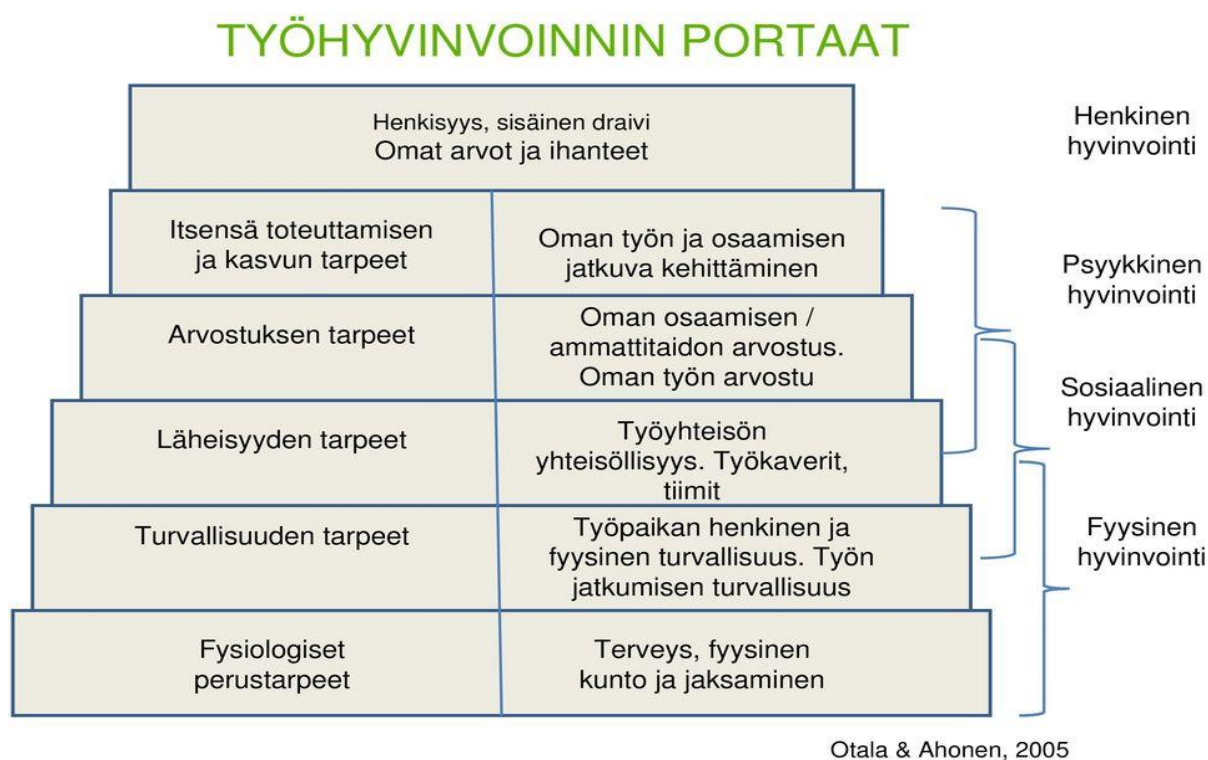 TYÖHYVINVOINNIN PORTAAT
Henkisyys, sisäinen draivi
Omat arvot ja ihanteet
Henkinen
hyvinvointi
Itsensä toteuttamisen
ja kasvun tarpeet
Oman työn ja osaamisen
jatkuva kehittäminen
Psyykkinen
hyvinvointi
Arvostuksen tarpeet
Oman osaamisen /
ammattitaidon arvostus.
Oman työn arvostu
Sosiaalinen
hyvinvointi
Läheisyyden tarpeet
Työyhteisön
yhteisöllisyys. Työkaverit,
tiimit
Turvallisuuden tarpeet
Työpaikan henkinen ja
fyysinen turvallisuus. Työn
jatkumisen turvallisuus
Fyysinen
hyvinvointi
Fysiologiset
perustarpeet
Terveys, fyysinen
kunto ja jaksaminen
Otala & Ahonen, 2005